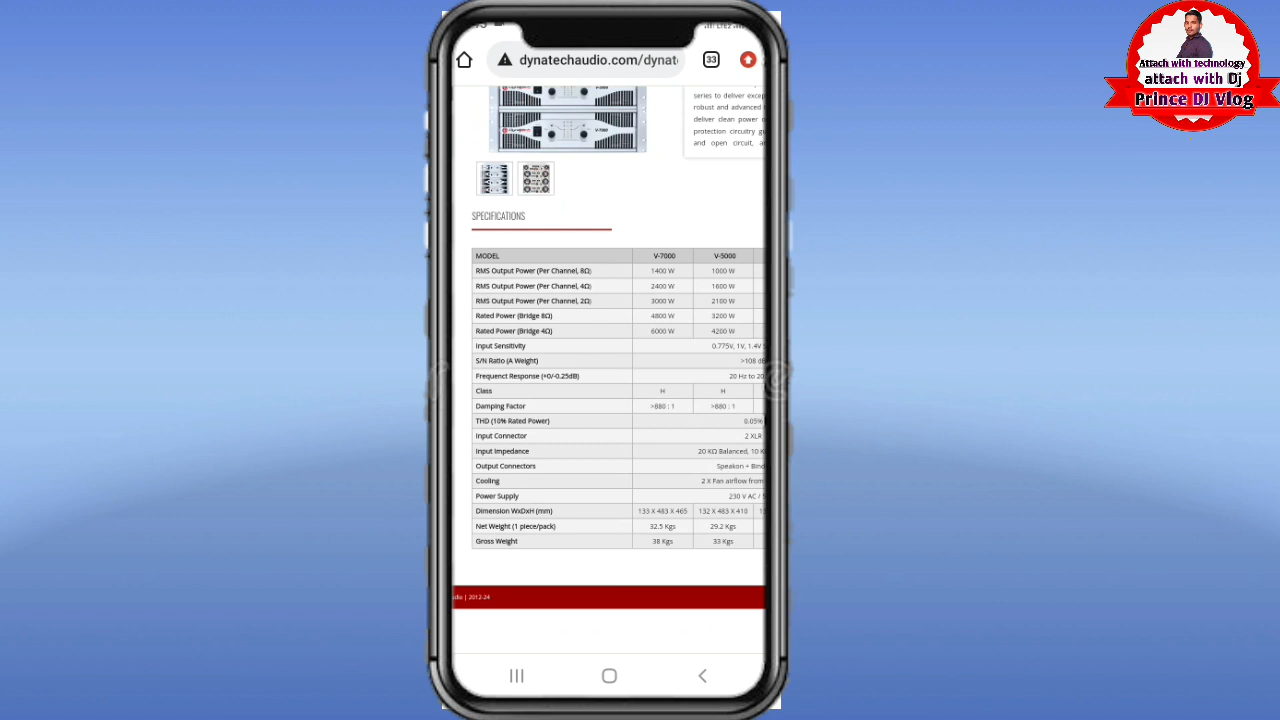 33
dynatechaudio.com/dynat
Attach with technology
attach with Dj
Prince DJ Vlog
V-7000
series to deliver excep
robust and advanced
deliver clean power
protection circuitry
and open circuit,
SPECIFICATIONS
MODEL V-7000 V-5000
RMS Output Power (Per Channel, 8Ω) 1400 W 1000 W
RMS Output Power (Per Channel, 4Ω) 2400 W 1600 W
RMS Output Power (Per Channel, 2Ω) 3000 W 2100 W
Rated Power (Bridge 8Ω) 4800 W 3200 W
Rated Power (Bridge 4Ω) 6000 W 4200 W
Input Sensitivity 0.775V, 1V, 1.4V
S/N Ratio (A Weight) >108 d
Frequenct Response (+0/-0.25dB) 20 Hz to 20
Class H H
Damping Factor >880 : 1 >880 : 1
THD (10% Rated Power) 0.05%
Input Connector 2 XLR
Input Impedance 20 KΩ Balanced, 10 K
Output Connectors Speakon + Bind
Cooling 2 X Fan airflow from
Power Supply 230 V AC /
Dimension WxDxH (mm) 133 X 483 X 465 132 X 483 X 410
Net Weight (1 piece/pack) 32.5 Kgs 29.2 Kgs
Gross Weight 38 Kgs 33 Kgs
dio | 2012-24